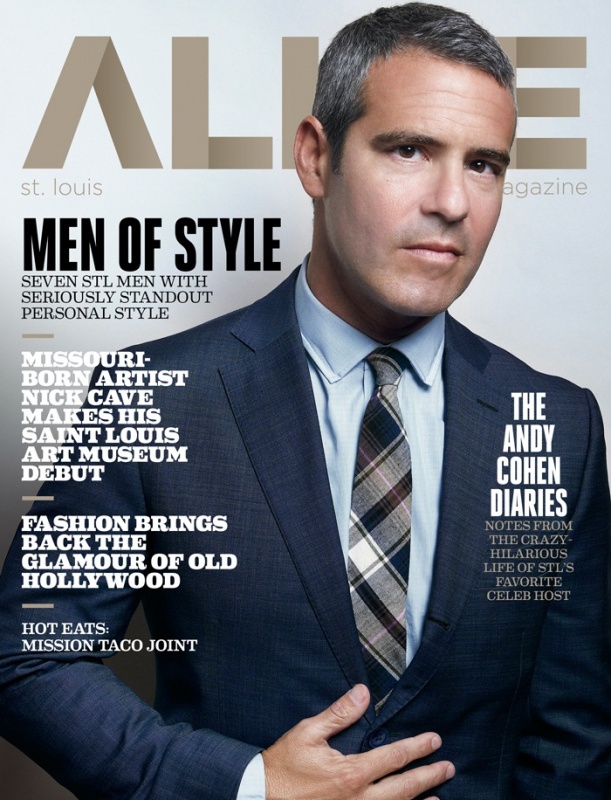 ALIVE
st. louis
agazine
MEN OF STYLE
SEVEN STL MEN WITH
SERIOUSLY STANDOUT
PERSONAL STYLE
MISSOURI-
BORN ARTIST
NICK CAVE
MAKES HIS
SAINT LOUIS
ART MUSEUM
DEBUT
FASHION BRINGS
BACK THE
GLAMOUR OF OLD
HOLLYWOOD
HOT EATS:
MISSION TACO JOINT
THE
ANDY
COHEN
DIARIES
NOTES FROM
THE CRAZY-
HILARIOUS
LIFE OF STL'S
FAVORITE
CELEB HOST